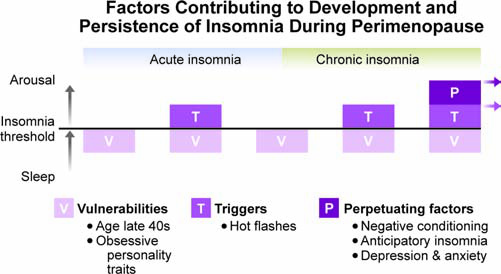 Factors Contributing to Development and
Persistence of Insomnia During Perimenopause
Acute insomnia
Chronic insomnia
Arousal
P
T
T
T
Insomnia
threshold
V
V
V
V
V
Sleep
V Vulnerabilities
• Age late 40s
• Obsessive
personality
traits
T Triggers
• Hot flashes
P Perpetuating factors
• Negative conditioning
• Anticipatory insomnia
• Depression & anxiety